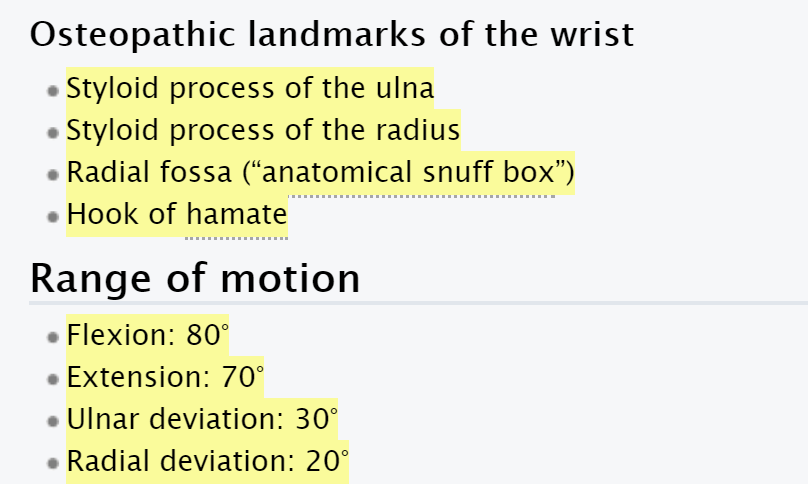 Osteopathic landmarks of the wrist
Styloid process of the ulna
Styloid process of the radius
Radial fossa (“anatomical snuff box”)
Hook of hamate
Range of motion
Flexion: 80°
Extension: 70°
Ulnar deviation: 30°
Radial deviation: 20°